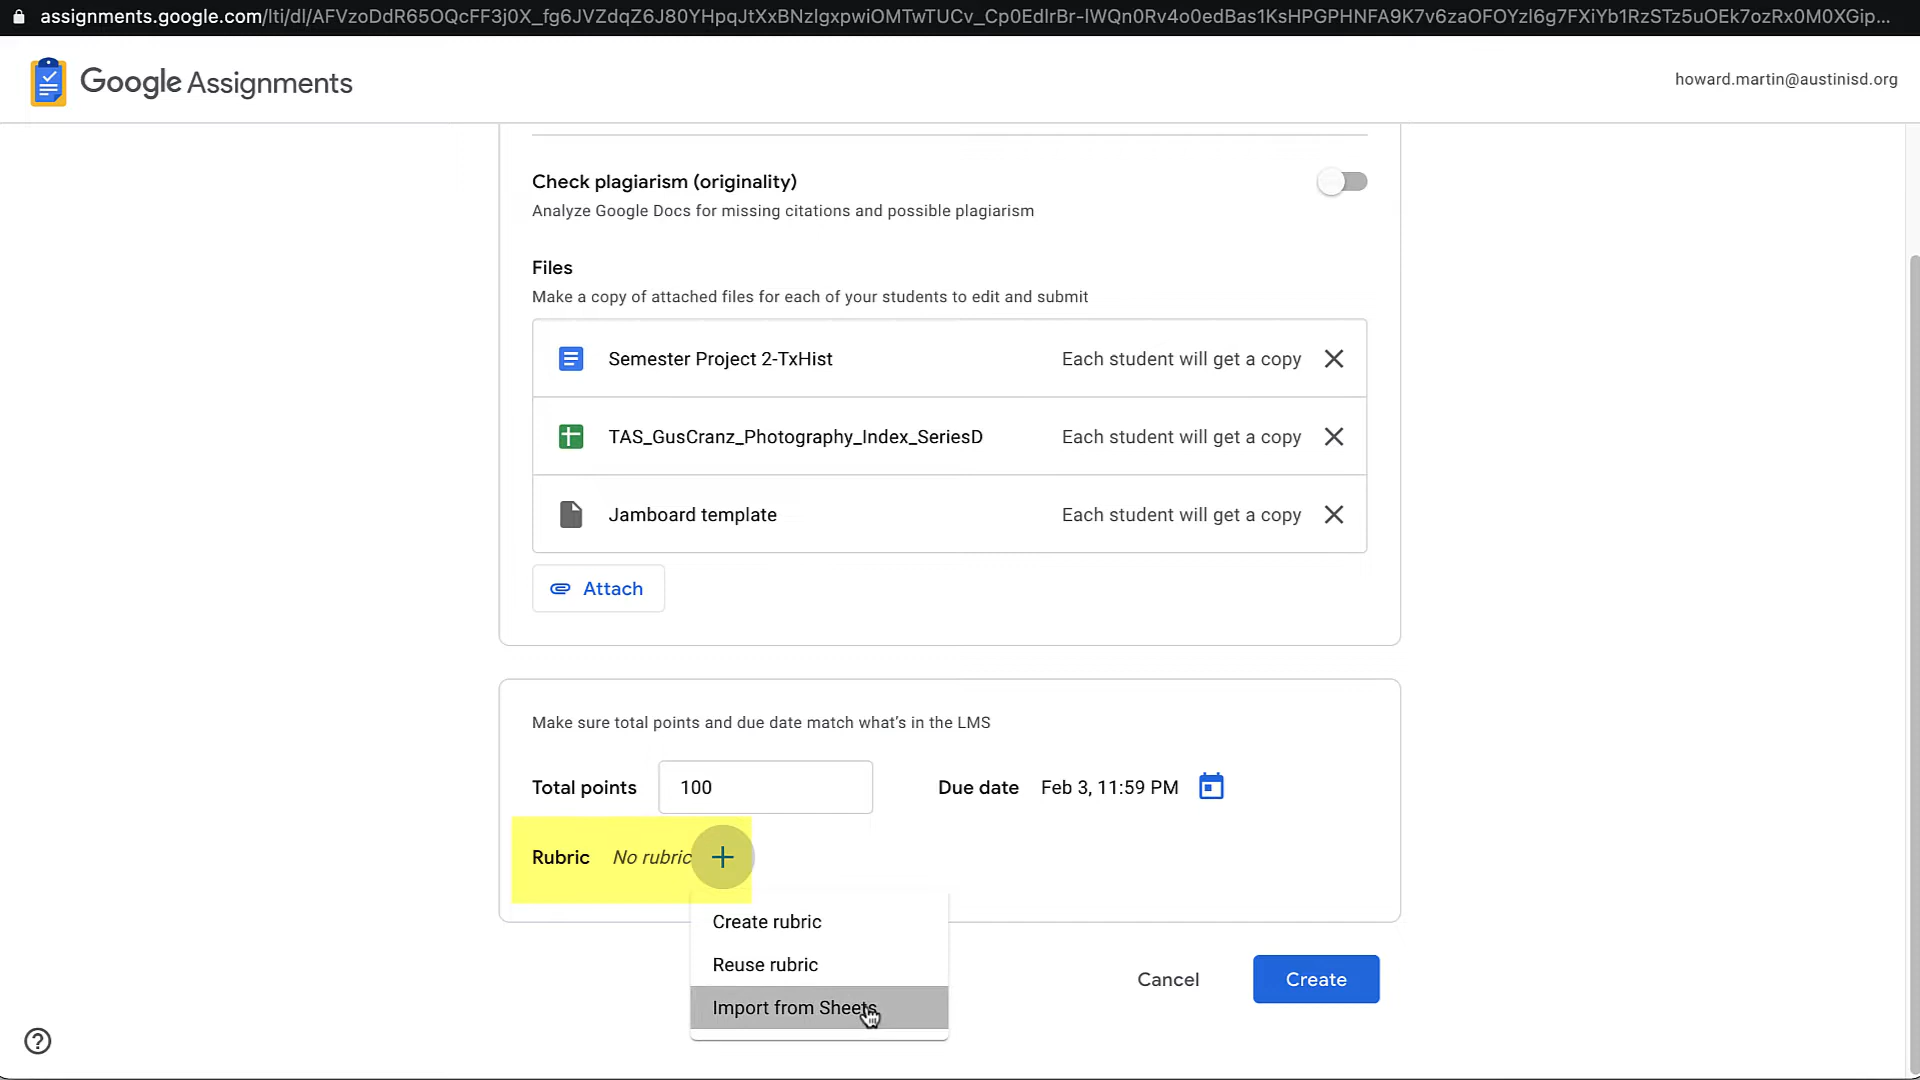 assignments.google.com/lti/dl/
Google Assignments
howard.martin@austinisd.org
Check plagiarism (originality)
Analyze Google Docs for missing citations and possible plagiarism
Files
Make a copy of attached files for each of your students to edit and submit
Semester Project 2-TxHist Each student will get a copy
TAS_GusCranz_Photography_Index_SeriesD Each student will get a copy
Jamboard template Each student will get a copy
Attach
Make sure total points and due date match what's in the LMS
Total points 100 Due date Feb 3, 11:59 PM
Rubric No rubric
Create rubric
Reuse rubric
Import from Sheets
Cancel Create